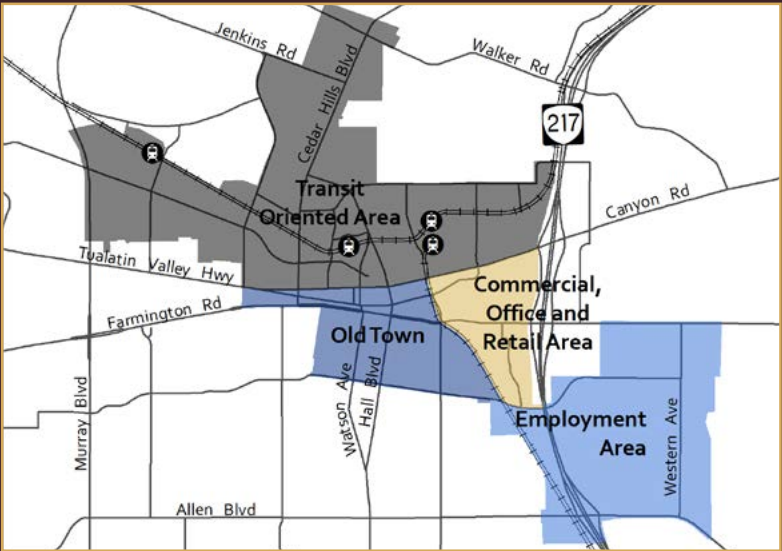 Jenkins Rd
Cedar Hills Blvd
Walker Rd
217
Transit
Oriented Area
Canyon Rd
Tualatin Valley Hwy
Farmington Rd
Commercial,
Office and
Retail Area
Old Town
Murray Blvd
Watson Ave
Hall Blvd
Employment
Area
Western Ave
Allen Blvd